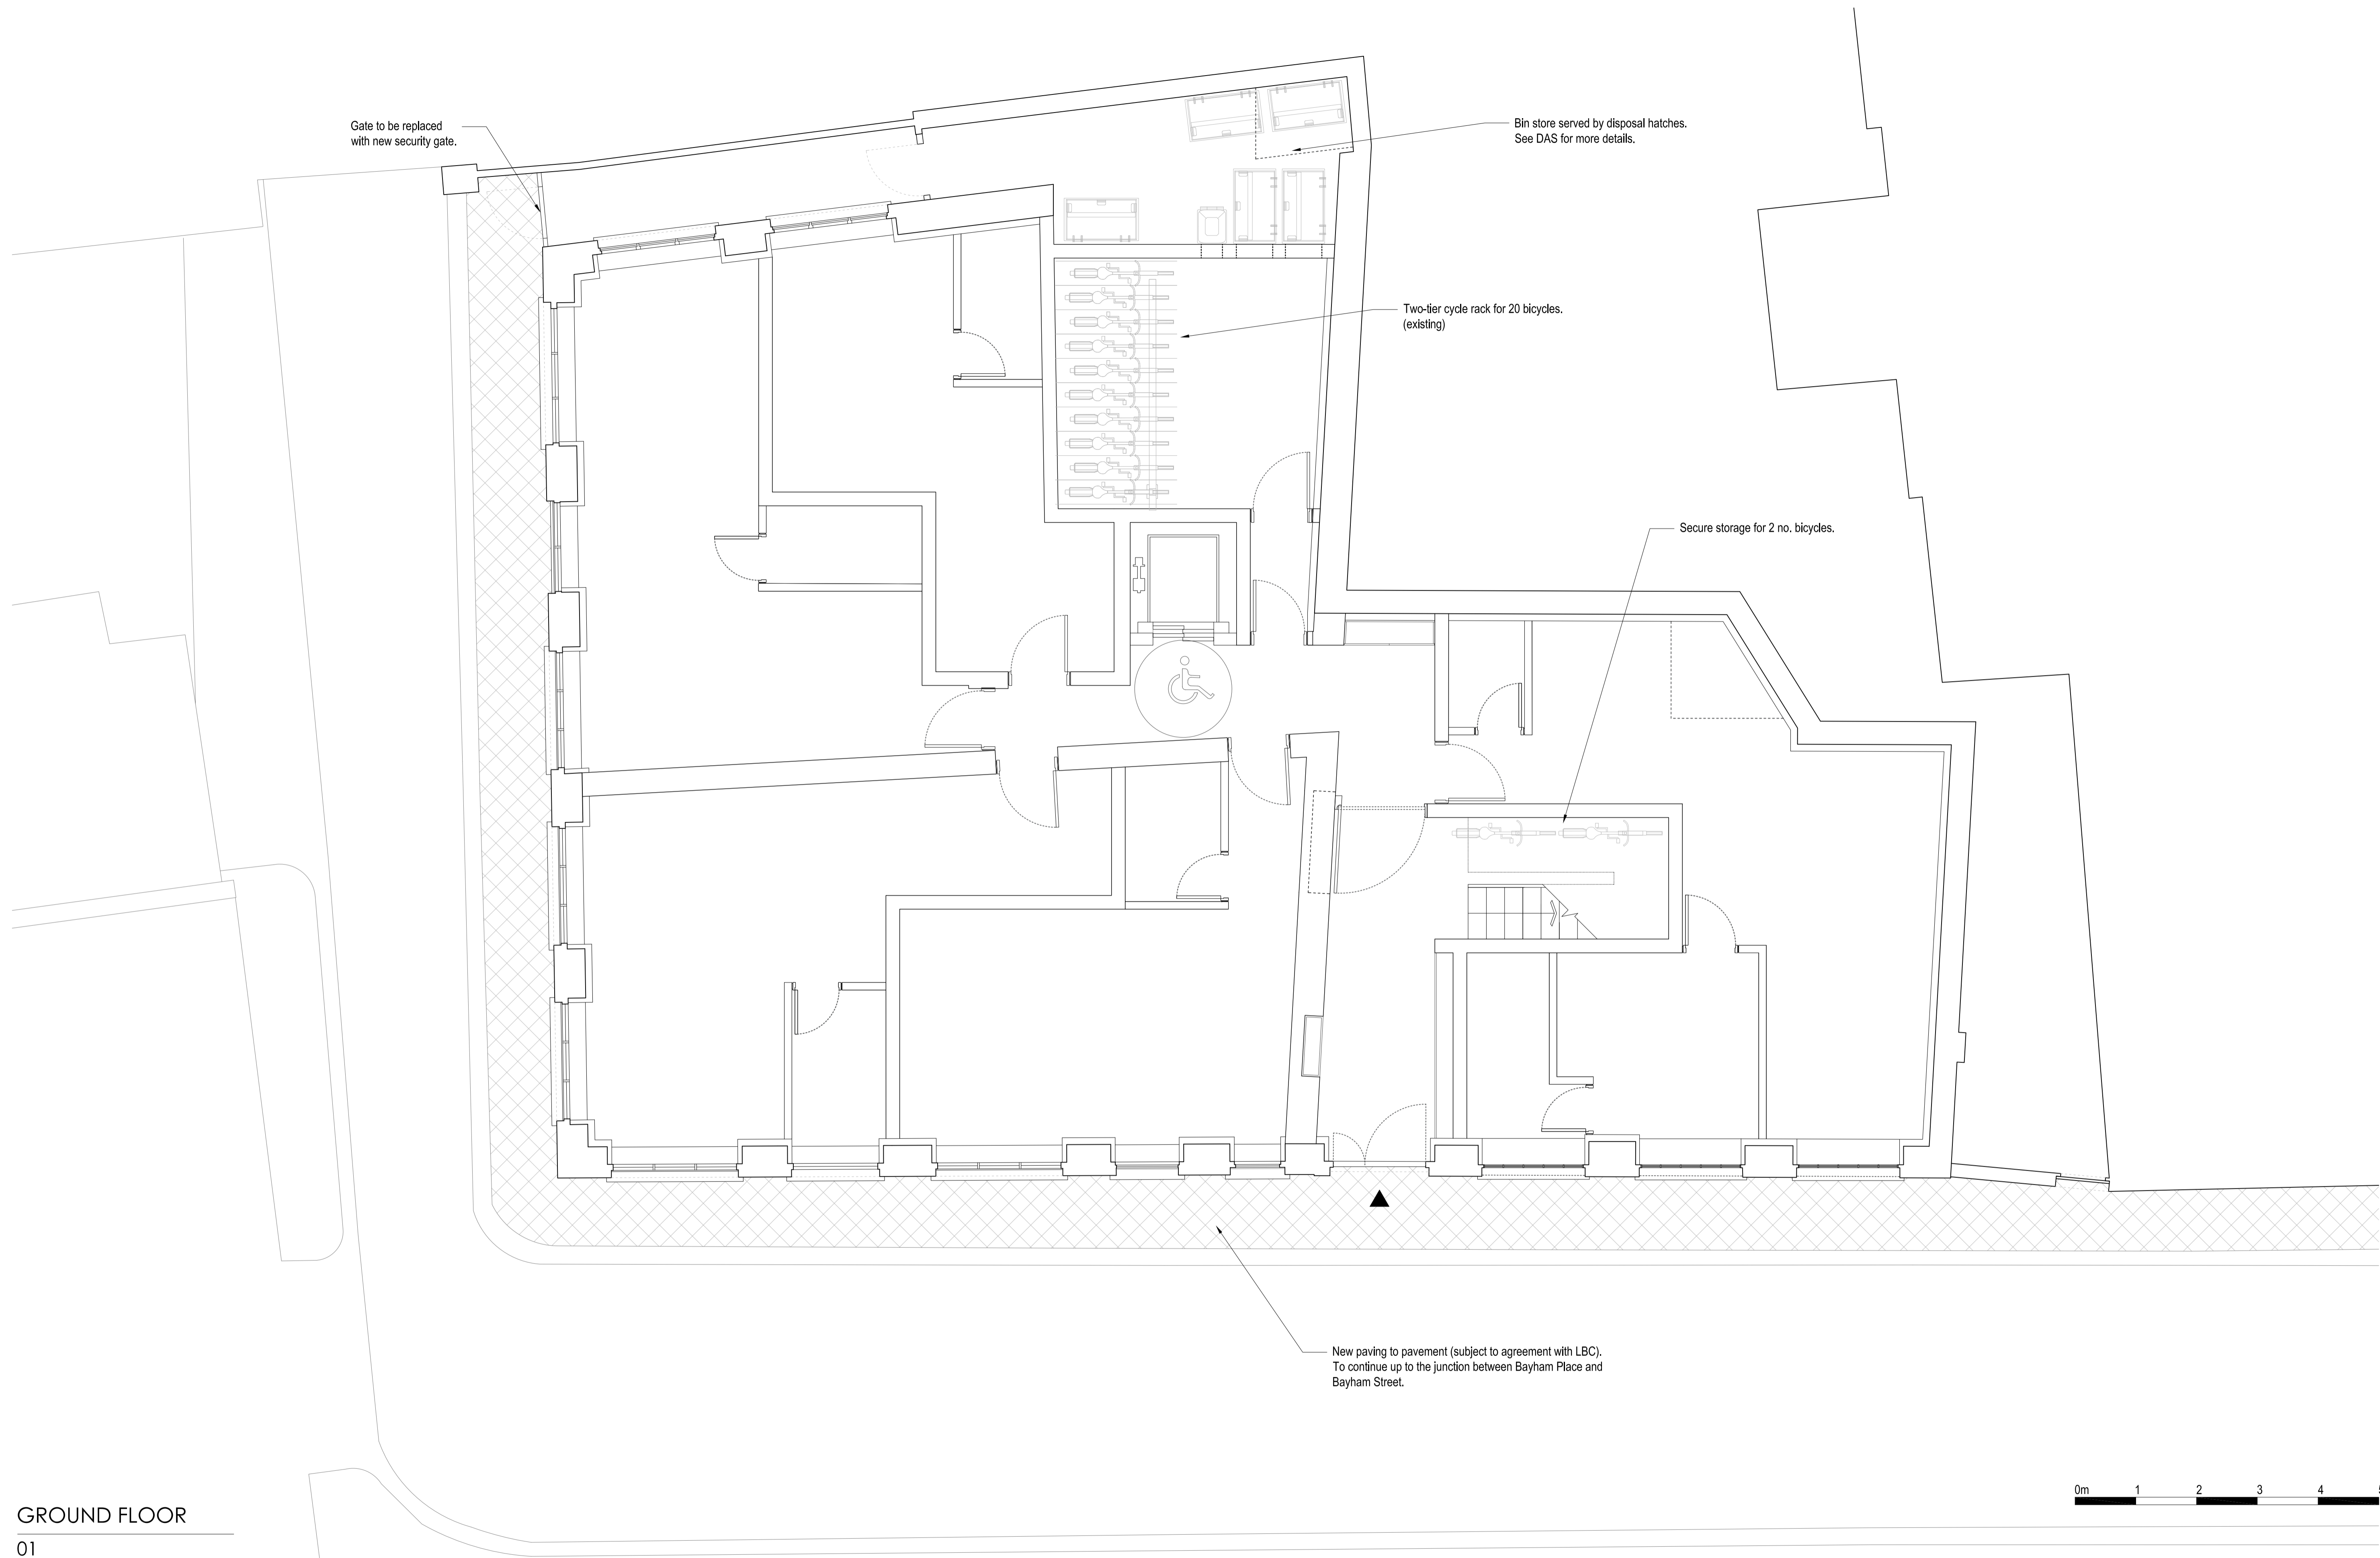 Gate to be replaced
with new security gate.
Bin store served by disposal hatches.
See DAS for more details.
Two-tier cycle rack for 20 bicycles.
(existing)
Secure storage for 2 no. bicycles.
New paving to pavement (subject to agreement with LBC).
To continue up to the junction between Bayham Place and
Bayham Street.
0m 1 2 3 4
GROUND FLOOR
01